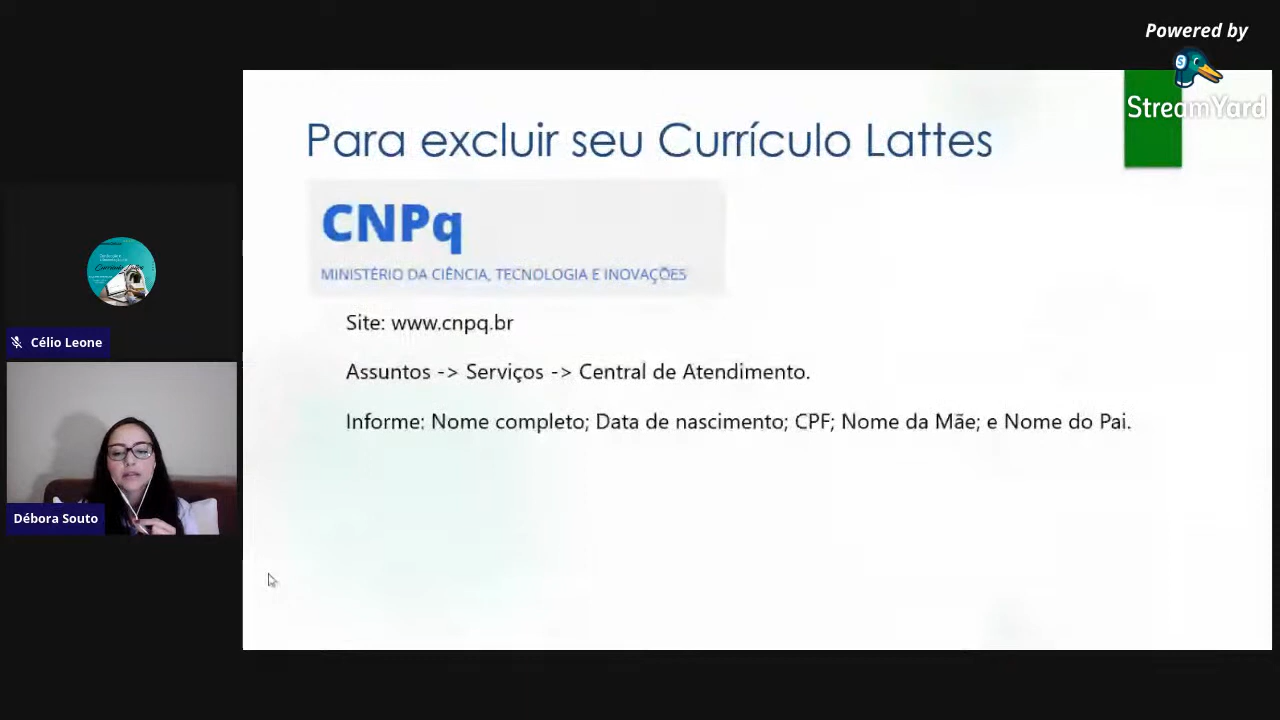 Powered by
StreamYard
Para excluir seu Currículo Lattes
CNPq
MINISTÉRIO DA CIÊNCIA, TECNOLOGIA E INOVAÇÕES
Site: www.cnpq.br
Assuntos -> Serviços -> Central de Atendimento.
Informe: Nome completo; Data de nascimento; CPF; Nome da Mãe; e Nome do Pai.
Célio Leone
Débora Souto